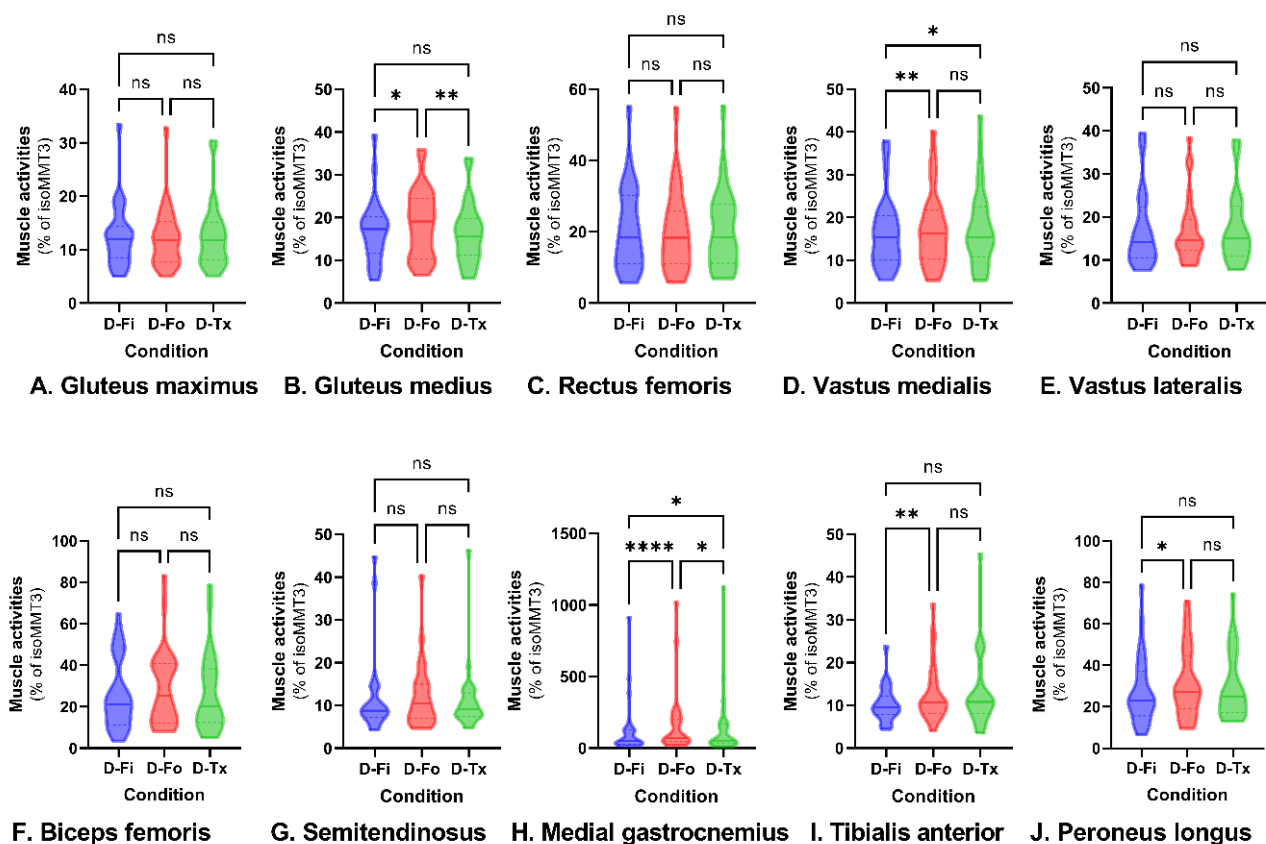 ns
ns ns
Muscle activities
(% of isoMMT3)
40
30
20
10
0
D-Fi D-Fo D-Tx
Condition
A. Gluteus maximus
ns
* **
Muscle activities
(% of isoMMT3)
50
40
30
20
10
0
D-Fi D-Fo D-Tx
Condition
B. Gluteus medius
ns
ns ns
Muscle activities
(% of isoMMT3)
60
40
20
0
D-Fi D-Fo D-Tx
Condition
C. Rectus femoris
*
** ns
Muscle activities
(% of isoMMT3)
50
40
30
20
10
0
D-Fi D-Fo D-Tx
Condition
D. Vastus medialis
ns
ns ns
Muscle activities
(% of isoMMT3)
50
40
30
20
10
0
D-Fi D-Fo D-Tx
Condition
E. Vastus lateralis
ns
ns ns
Muscle activities
(% of isoMMT3)
100
80
60
40
20
0
D-Fi D-Fo D-Tx
Condition
F. Biceps femoris
ns
ns ns
Muscle activities
(% of isoMMT3)
50
40
30
20
10
0
D-Fi D-Fo D-Tx
Condition
G. Semitendinosus
*
**** *
Muscle activities
(% of isoMMT3)
1500
1000
500
0
D-Fi D-Fo D-Tx
Condition
H. Medial gastrocnemius
ns
** ns
Muscle activities
(% of isoMMT3)
50
40
30
20
10
0
D-Fi D-Fo D-Tx
Condition
I. Tibialis anterior
ns
* ns
Muscle activities
(% of isoMMT3)
100
80
60
40
20
0
D-Fi D-Fo D-Tx
Condition
J. Peroneus longus